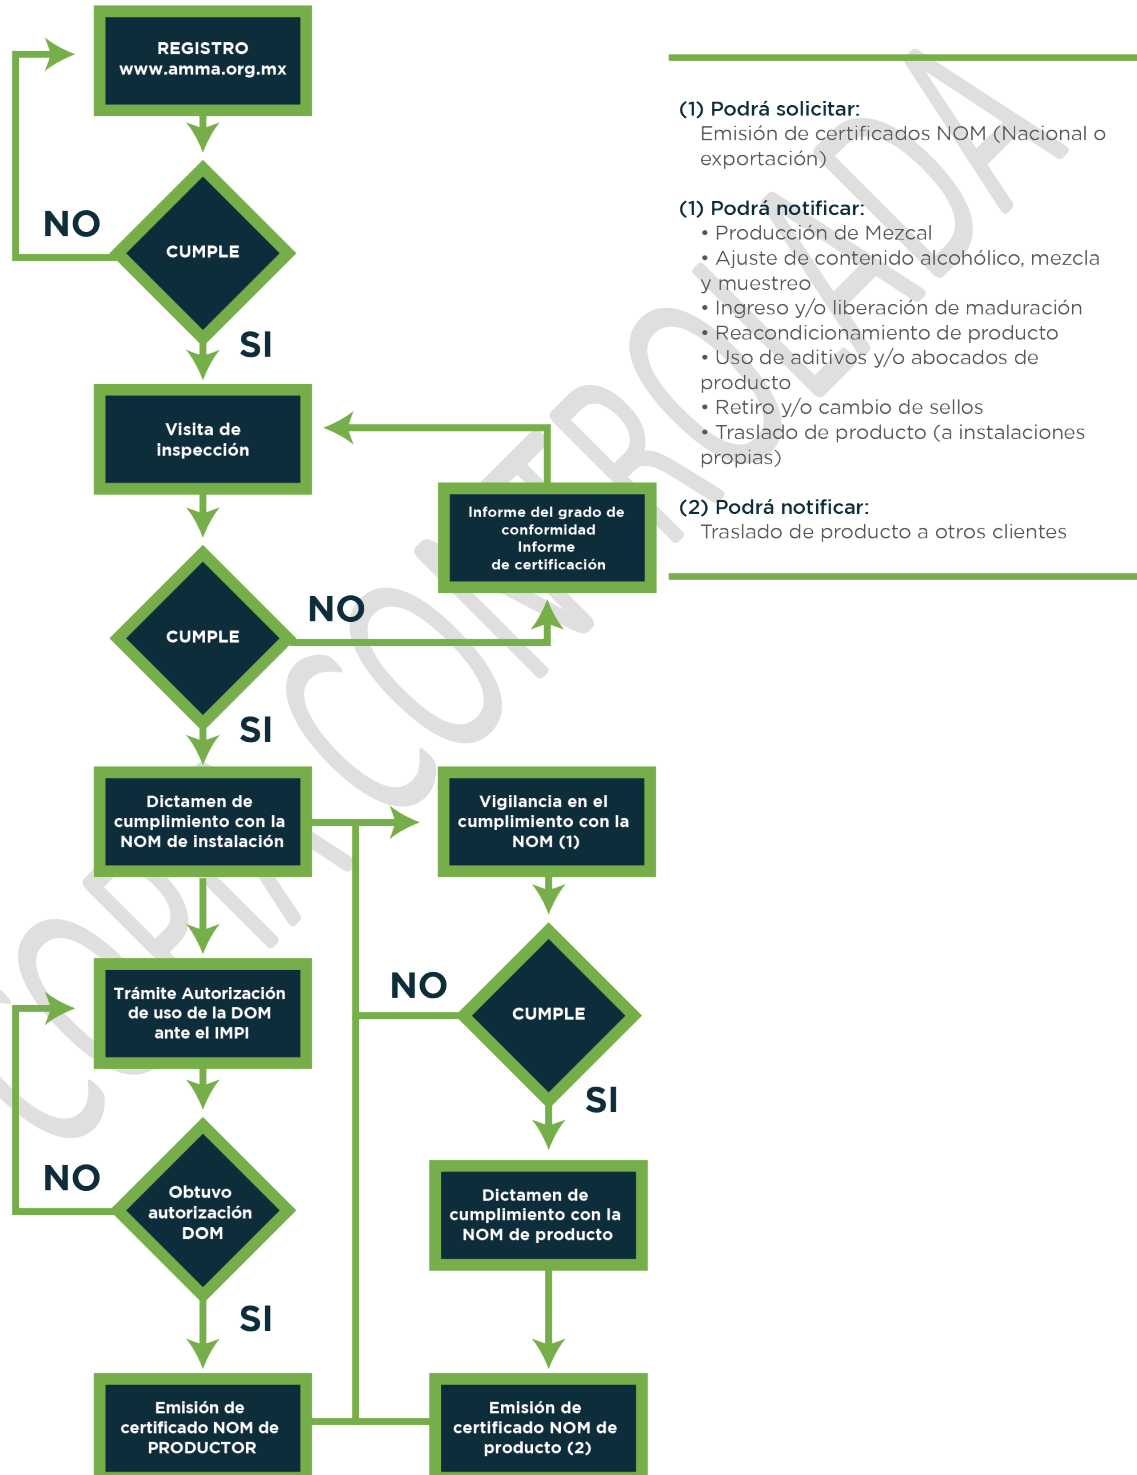 REGISTRO
www.amma.org.mx
NO
CUMPLE
SI
Visita de
inspección
Informe del grado de
conformidad
Informe
de certificación
CUMPLE
NO
SI
Dictamen de
cumplimiento con la
NOM de instalación
Vigilancia en el
cumplimiento con la
NOM (1)
Trámite Autorización
de uso de la DOM
ante el IMPI
NO
CUMPLE
SI
NO
Obtuvo
autorización
DOM
SI
Dictamen de
cumplimiento con la
NOM de producto
Emisión de
certificado NOM de
PRODUCTOR
Emisión de
certificado NOM de
producto (2)
(1) Podrá solicitar:
Emisión de certificados NOM (Nacional o
exportación)
(1) Podrá notificar:
• Producción de Mezcal
• Ajuste de contenido alcohólico, mezcla
y muestreo
• Ingreso y/o liberación de maduración
• Reacondicionamiento de producto
• Uso de aditivos y/o abocados de
producto
• Retiro y/o cambio de sellos
• Traslado de producto (a instalaciones
propias)
(2) Podrá notificar:
Traslado de producto a otros clientes
COPIA CONTROLADA